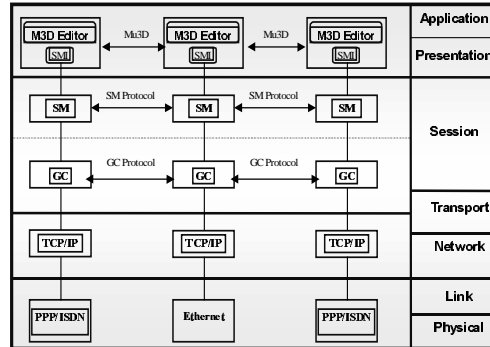 Application
M3D Editor Mu3D M3D Editor Mu3D M3D Editor
SMI SMI SMI
Presentation
SM Protocol SM Protocol
SM SM SM
Session
GC Protocol GC Protocol
GC GC GC
Transport
TCP/IP TCP/IP TCP/IP
Network
Link
PPP/ISDN Ethernet PPP/ISDN
Physical